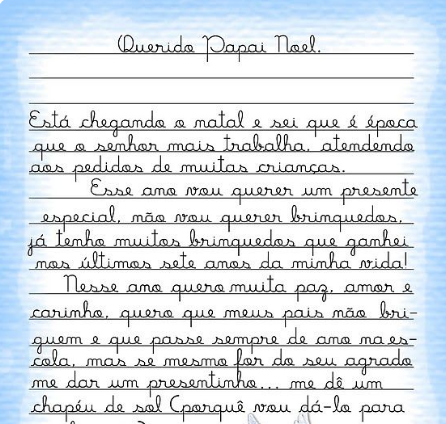 Querido Papai Noel.
Está chegando o natal e sei que é época
que o senhor mais trabalha, atendendo
aos pedidos de muitas crianças.
Esse ano vou querer um presente
especial, não vou querer brinquedos,
já tenho muitos brinquedos que ganhei
nos últimos sete anos da minha vida!
Nesse ano quero muita paz, amor e
carinho, quero que meus pais não bri-
guem e que passe sempre de ano na es-
cola, mas se mesmo for do seu agrado
me dar um presentinho... me dê um
chapéu de sol (porquê vou dá-lo para